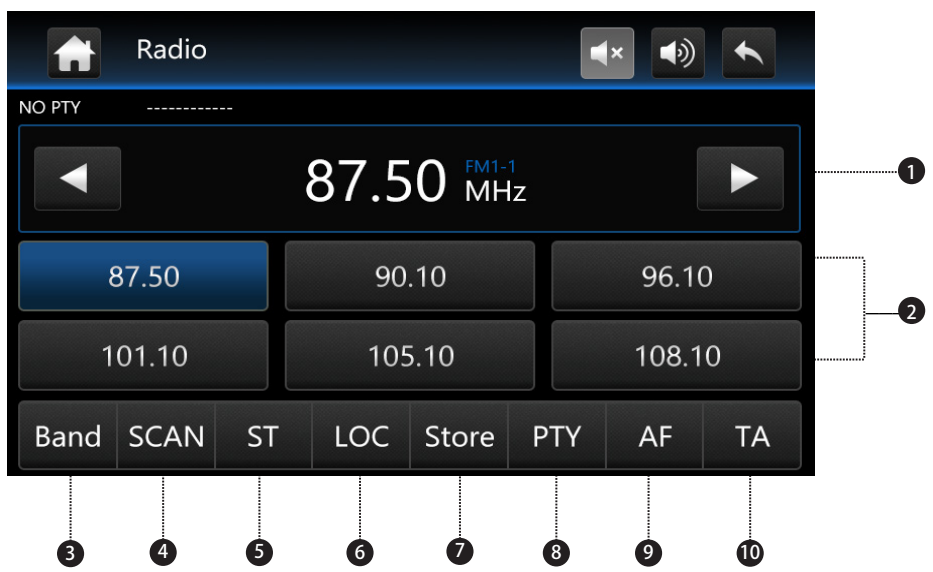 Radio
NO PTY ------------
87.50 FM1-1 MHz
1
87.50 90.10 96.10
2
101.10 105.10 108.10
Band SCAN ST LOC Store PTY AF TA
3 4 5 6 7 8 9 10